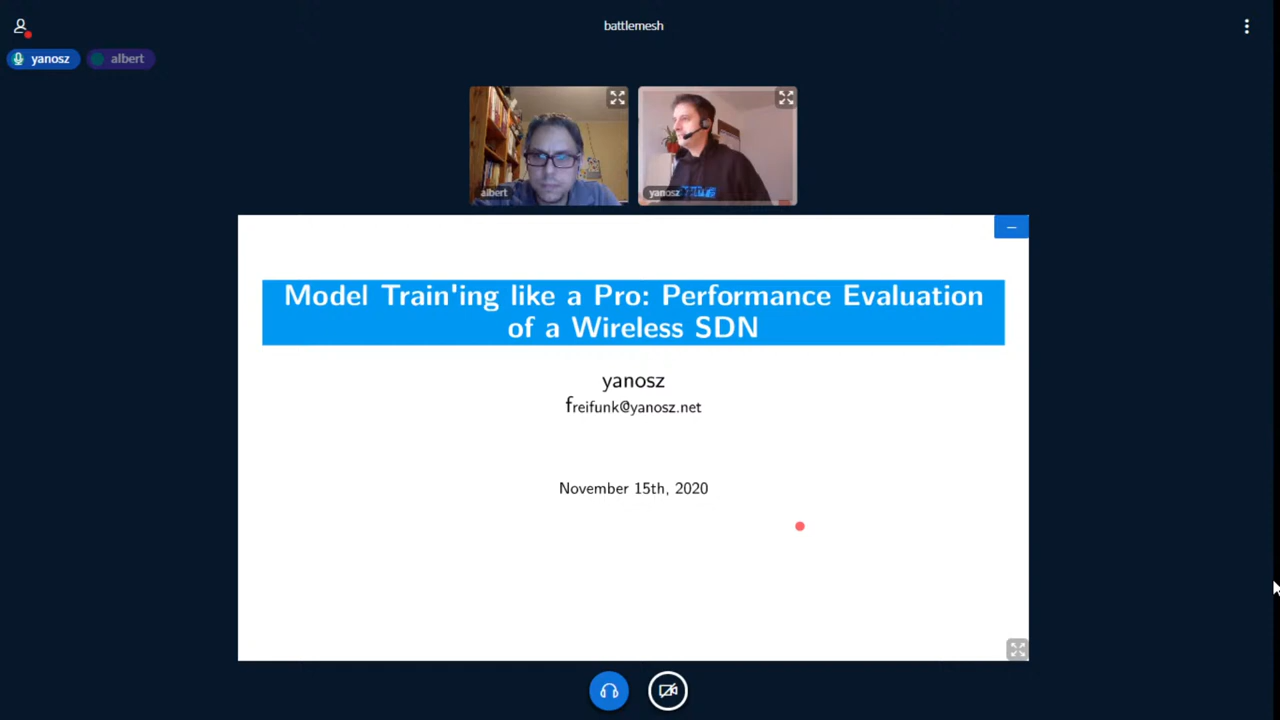 battlemesh
yanosz albert
albert yanosz
Model Train'ing like a Pro: Performance Evaluation
of a Wireless SDN
yanosz
freifunk@yanosz.net
November 15th, 2020